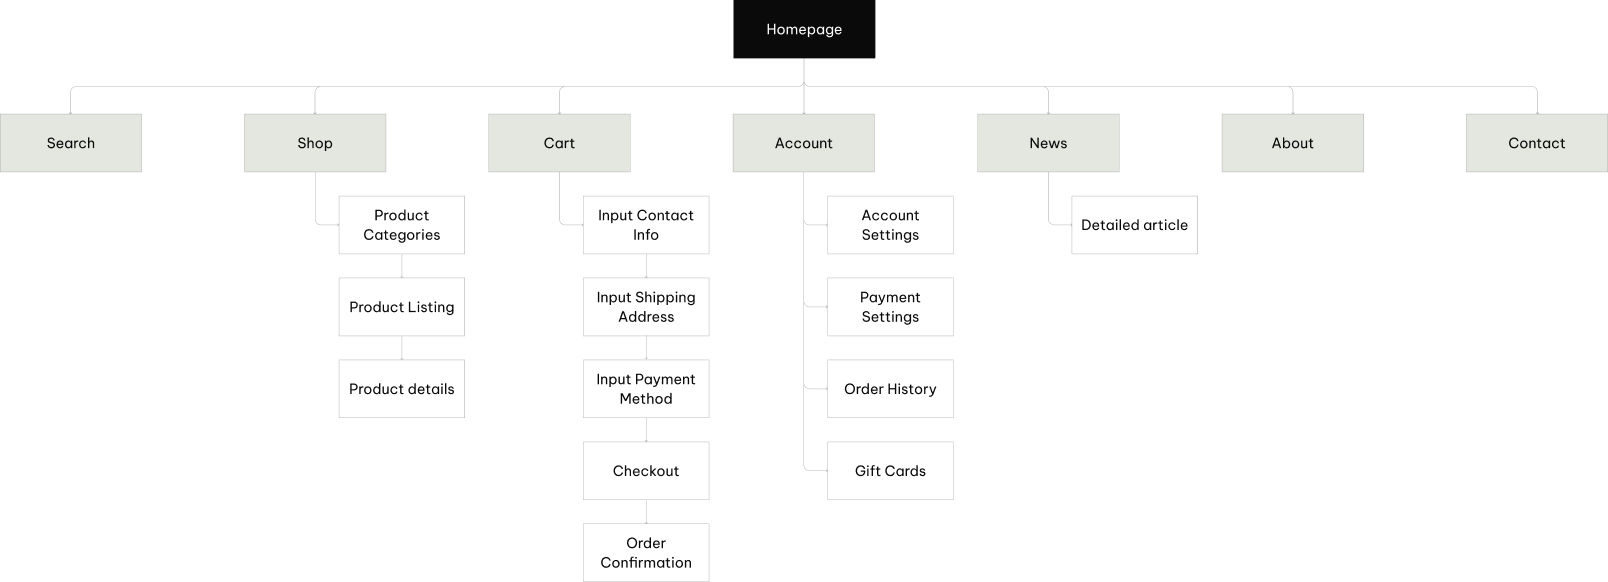 Homepage
Search
Shop
Cart
Account
News
About
Contact
Product
Categories
Product Listing
Product details
Input Contact
Info
Input Shipping
Address
Input Payment
Method
Checkout
Order
Confirmation
Account
Settings
Payment
Settings
Order History
Gift Cards
Detailed article